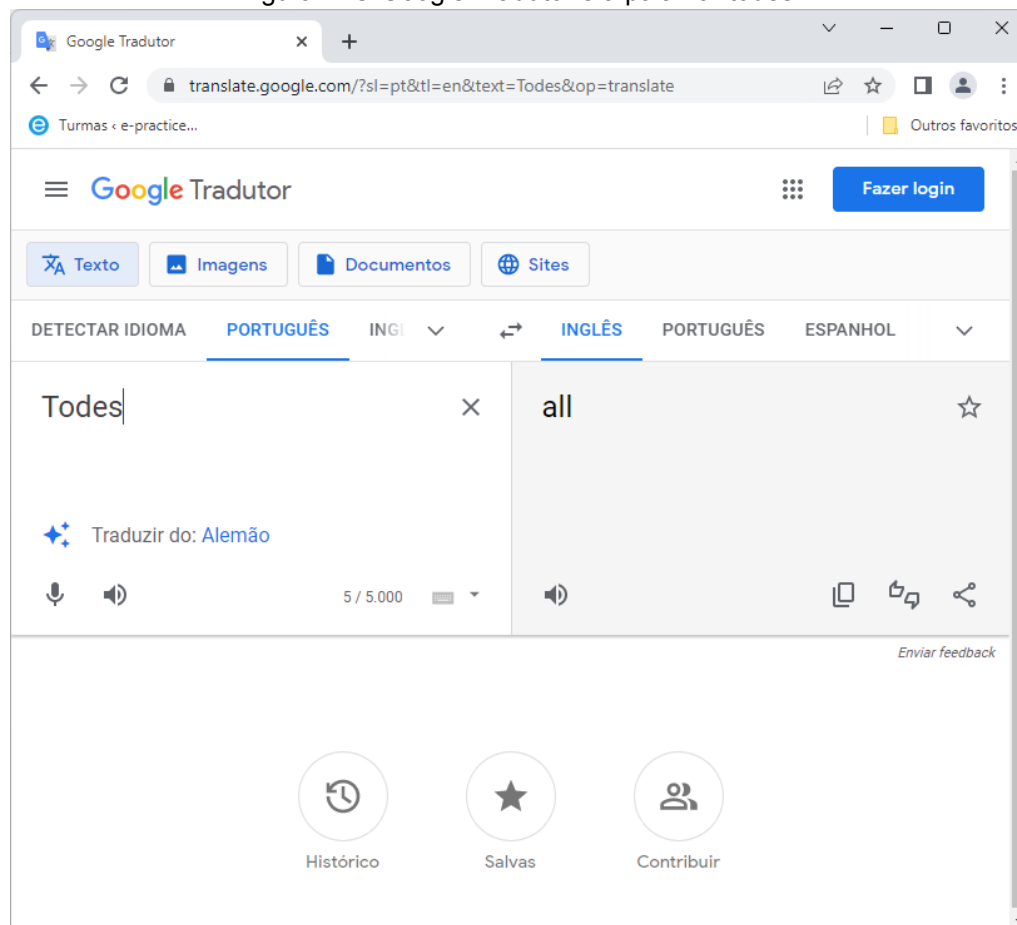 Google Tradutor
translate.google.com/?sl=pt&tl=en&text=Todes&op=translate
Turmas ‹ e-practice...
Outros favoritos
Google Tradutor
Fazer login
Texto
Imagens
Documentos
Sites
DETECTAR IDIOMA PORTUGUÊS INGL INGLÊS PORTUGUÊS ESPANHOL
Todes
all
Traduzir do: Alemão
5 / 5.000
Enviar feedback
Histórico
Salvas
Contribuir